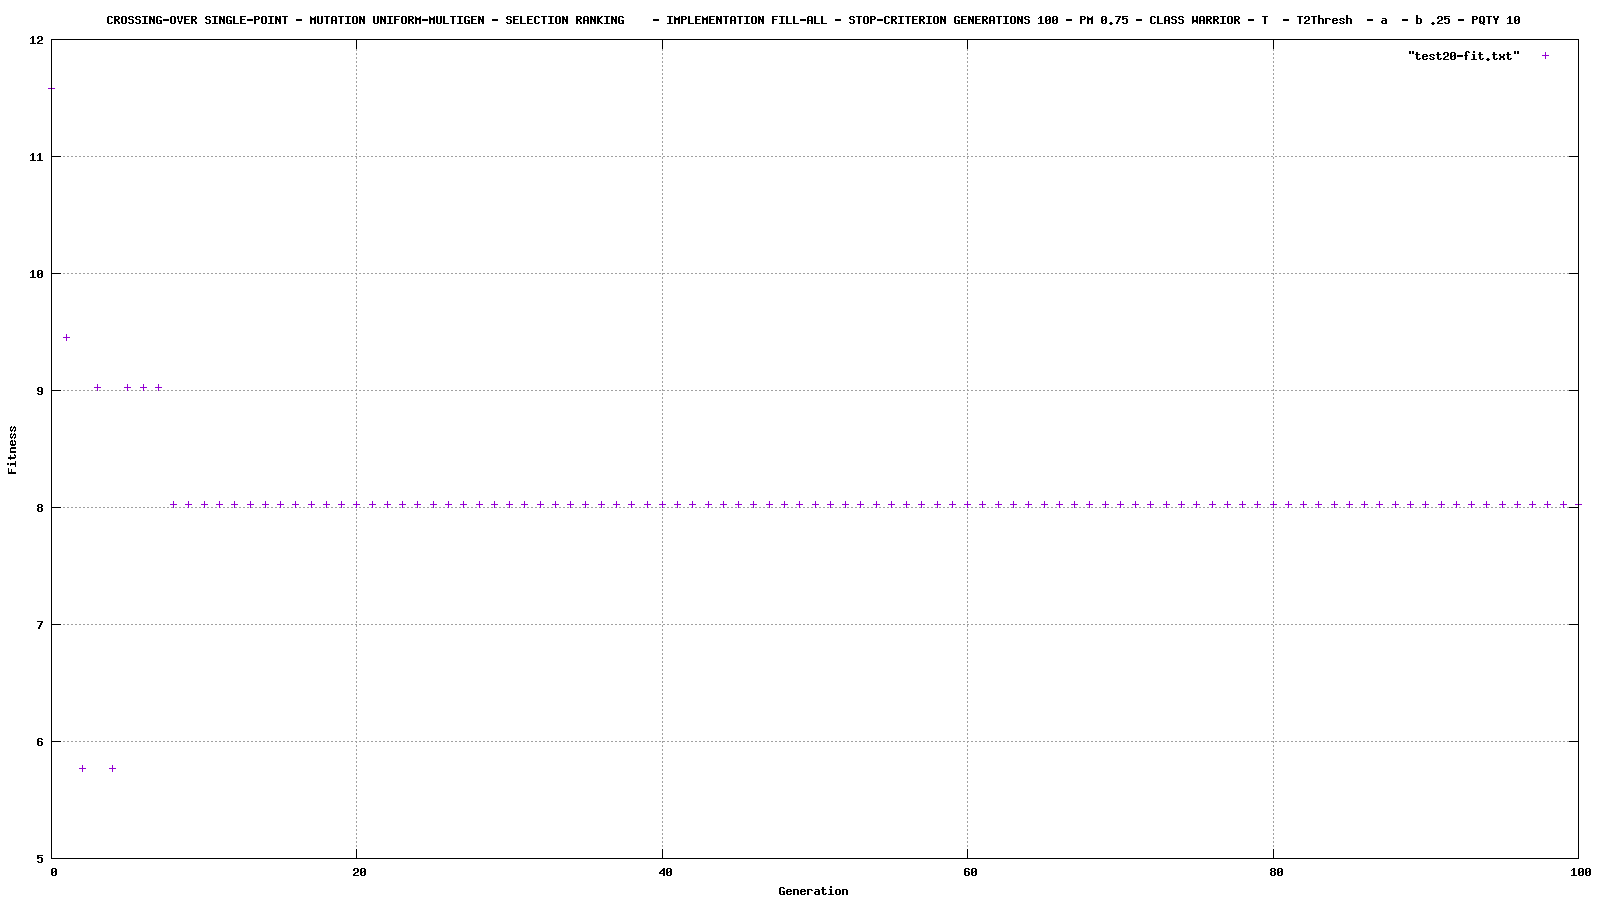 CROSSING-OVER SINGLE-POINT - MUTATION UNIFORM-MULTIGEN - SELECTION RANKING    - IMPLEMENTATION FILL-ALL - STOP-CRITERION GENERATIONS 100 - PM 0.75 - CLASS WARRIOR - T  - T2Thresh  - a  - b .25 - PQTY 10
"test20-fit.txt"
12
11
10
9
8
7
6
5
Fitness
0 20 40 60 80 100
Generation